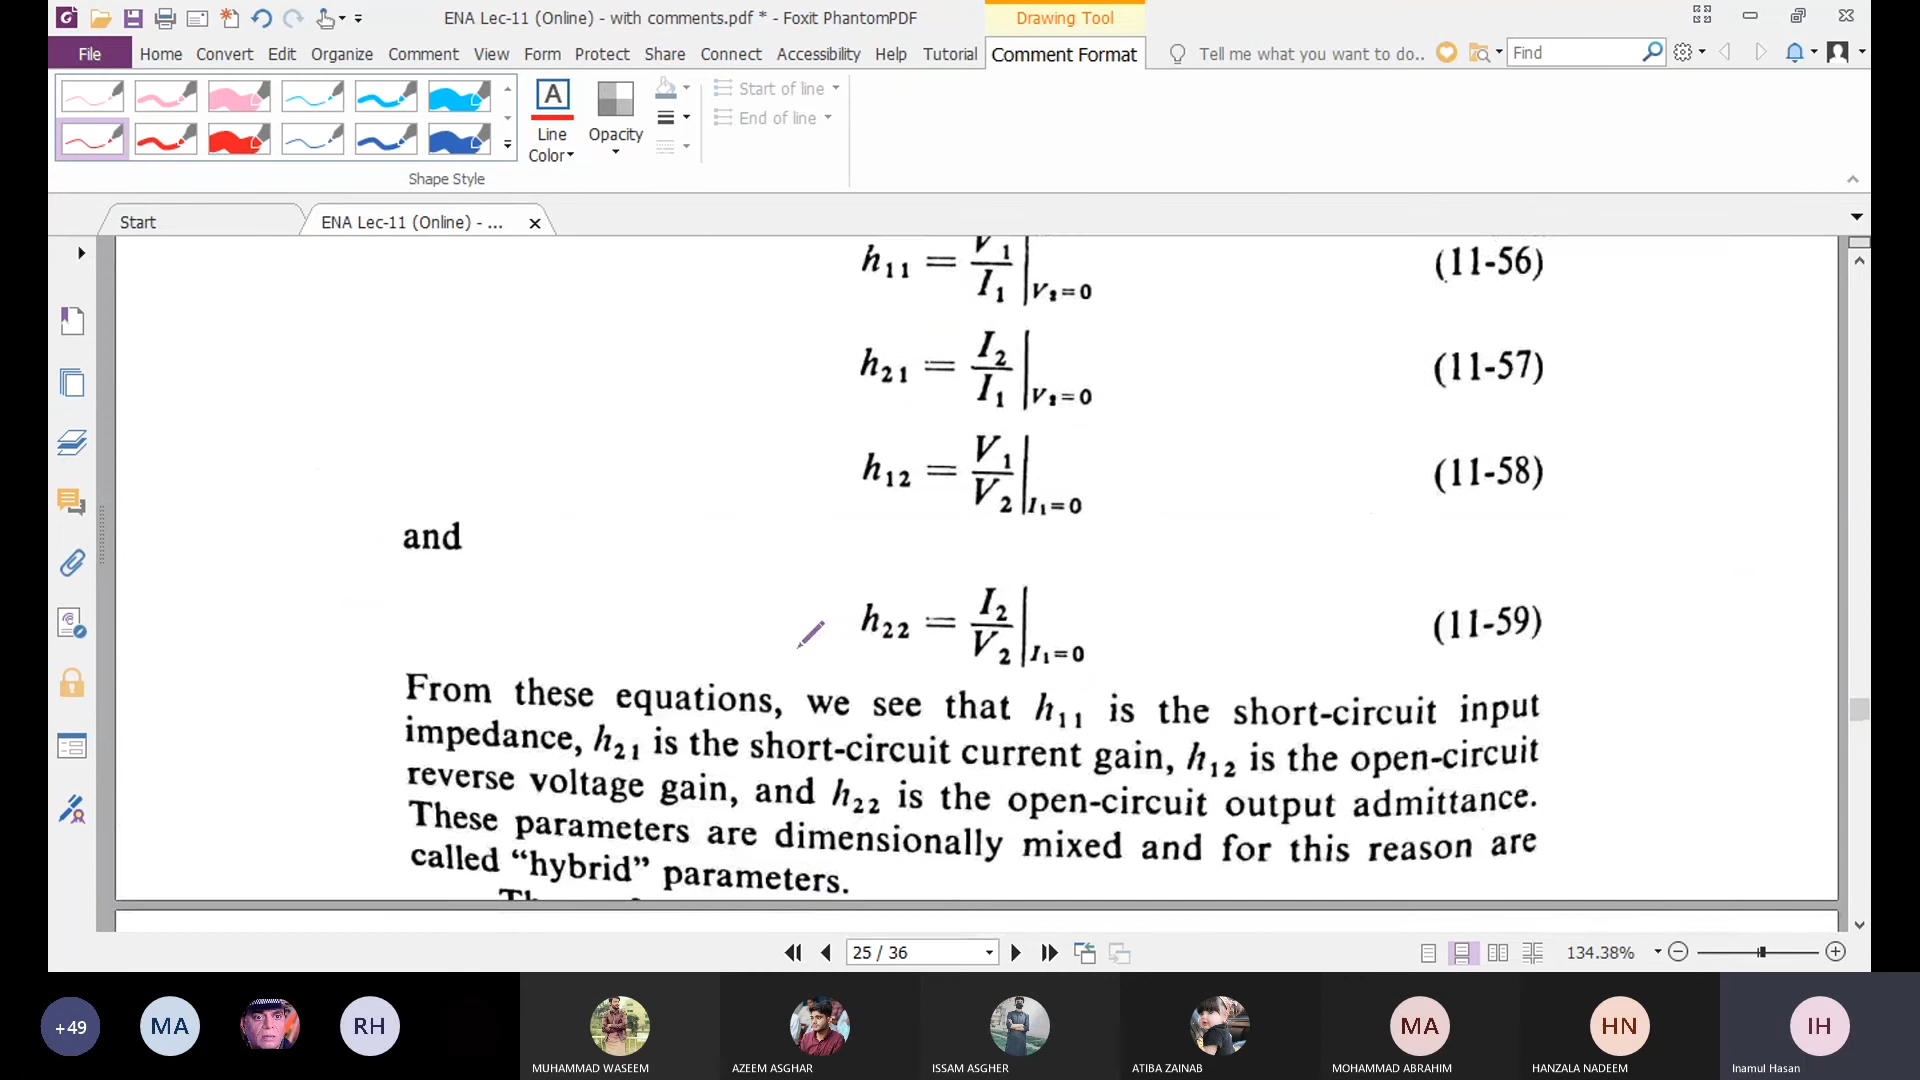 ENA Lec-11 (Online) - with comments.pdf * - Foxit PhantomPDF
Drawing Tool
File Home Convert Edit Organize Comment View Form Protect Share Connect Accessibility Help Tutorial Comment Format Tell me what you want to do.. Find
A
Line Color
Opacity
Start of line
End of line
Shape Style
Start
ENA Lec-11 (Online) - ...
h11 = V1/I1 |V2=0 (11-56)
h21 = I2/I1 |V2=0 (11-57)
h12 = V1/V2 |I1=0 (11-58)
and
h22 = I2/V2 |I1=0 (11-59)
From these equations, we see that h11 is the short-circuit input
impedance, h21 is the short-circuit current gain, h12 is the open-circuit
reverse voltage gain, and h22 is the open-circuit output admittance.
These parameters are dimensionally mixed and for this reason are
called “hybrid” parameters.
25 / 36
134.38%
+49
MA
RH
MA
HN
IH
MUHAMMAD WASEEM
AZEEM ASGHAR
ISSAM ASGHER
ATIBA ZAINAB
MOHAMMAD ABRAHIM
HANZALA NADEEM
Inamul Hasan